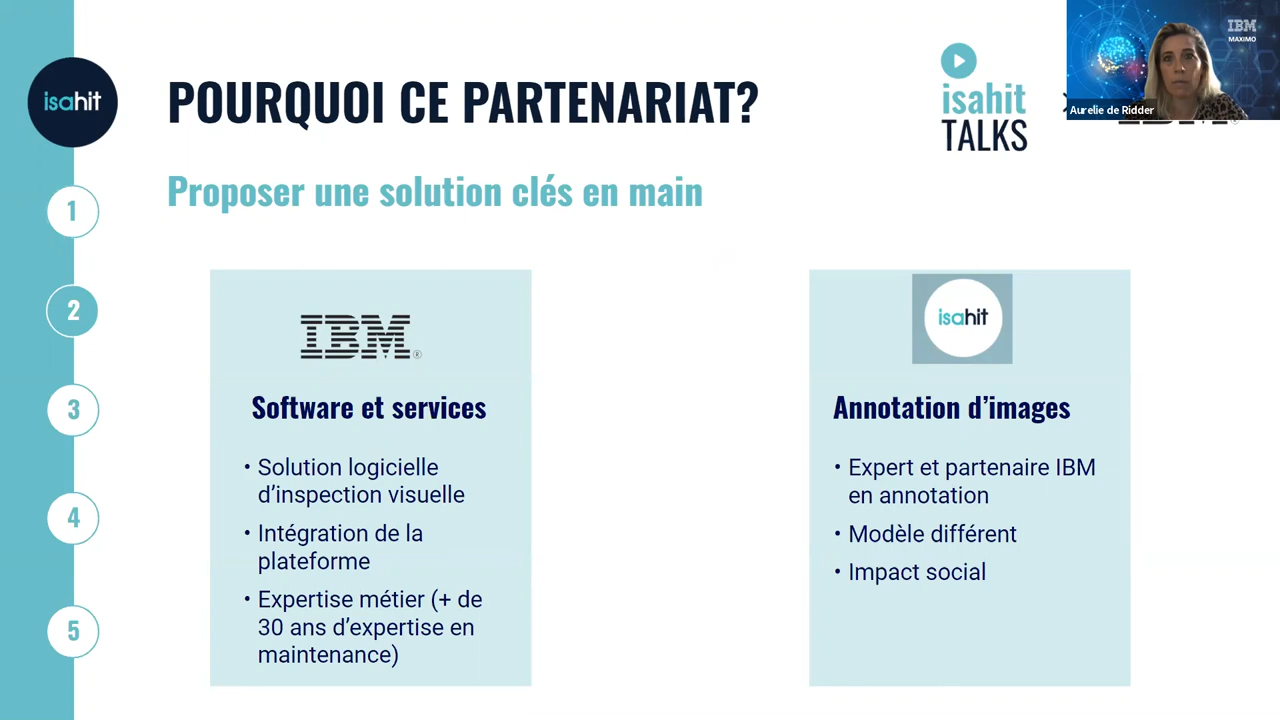 isahit
POURQUOI CE PARTENARIAT?
isahit
TALKS
IBM
MAXIMO
Aurelie de Ridder
Proposer une solution clés en main
1
2
3
4
5
IBM®
Software et services
• Solution logicielle
d’inspection visuelle
• Intégration de la
plateforme
• Expertise métier (+ de
30 ans d’expertise en
maintenance)
isahit
Annotation d’images
• Expert et partenaire IBM
en annotation
• Modèle différent
• Impact social